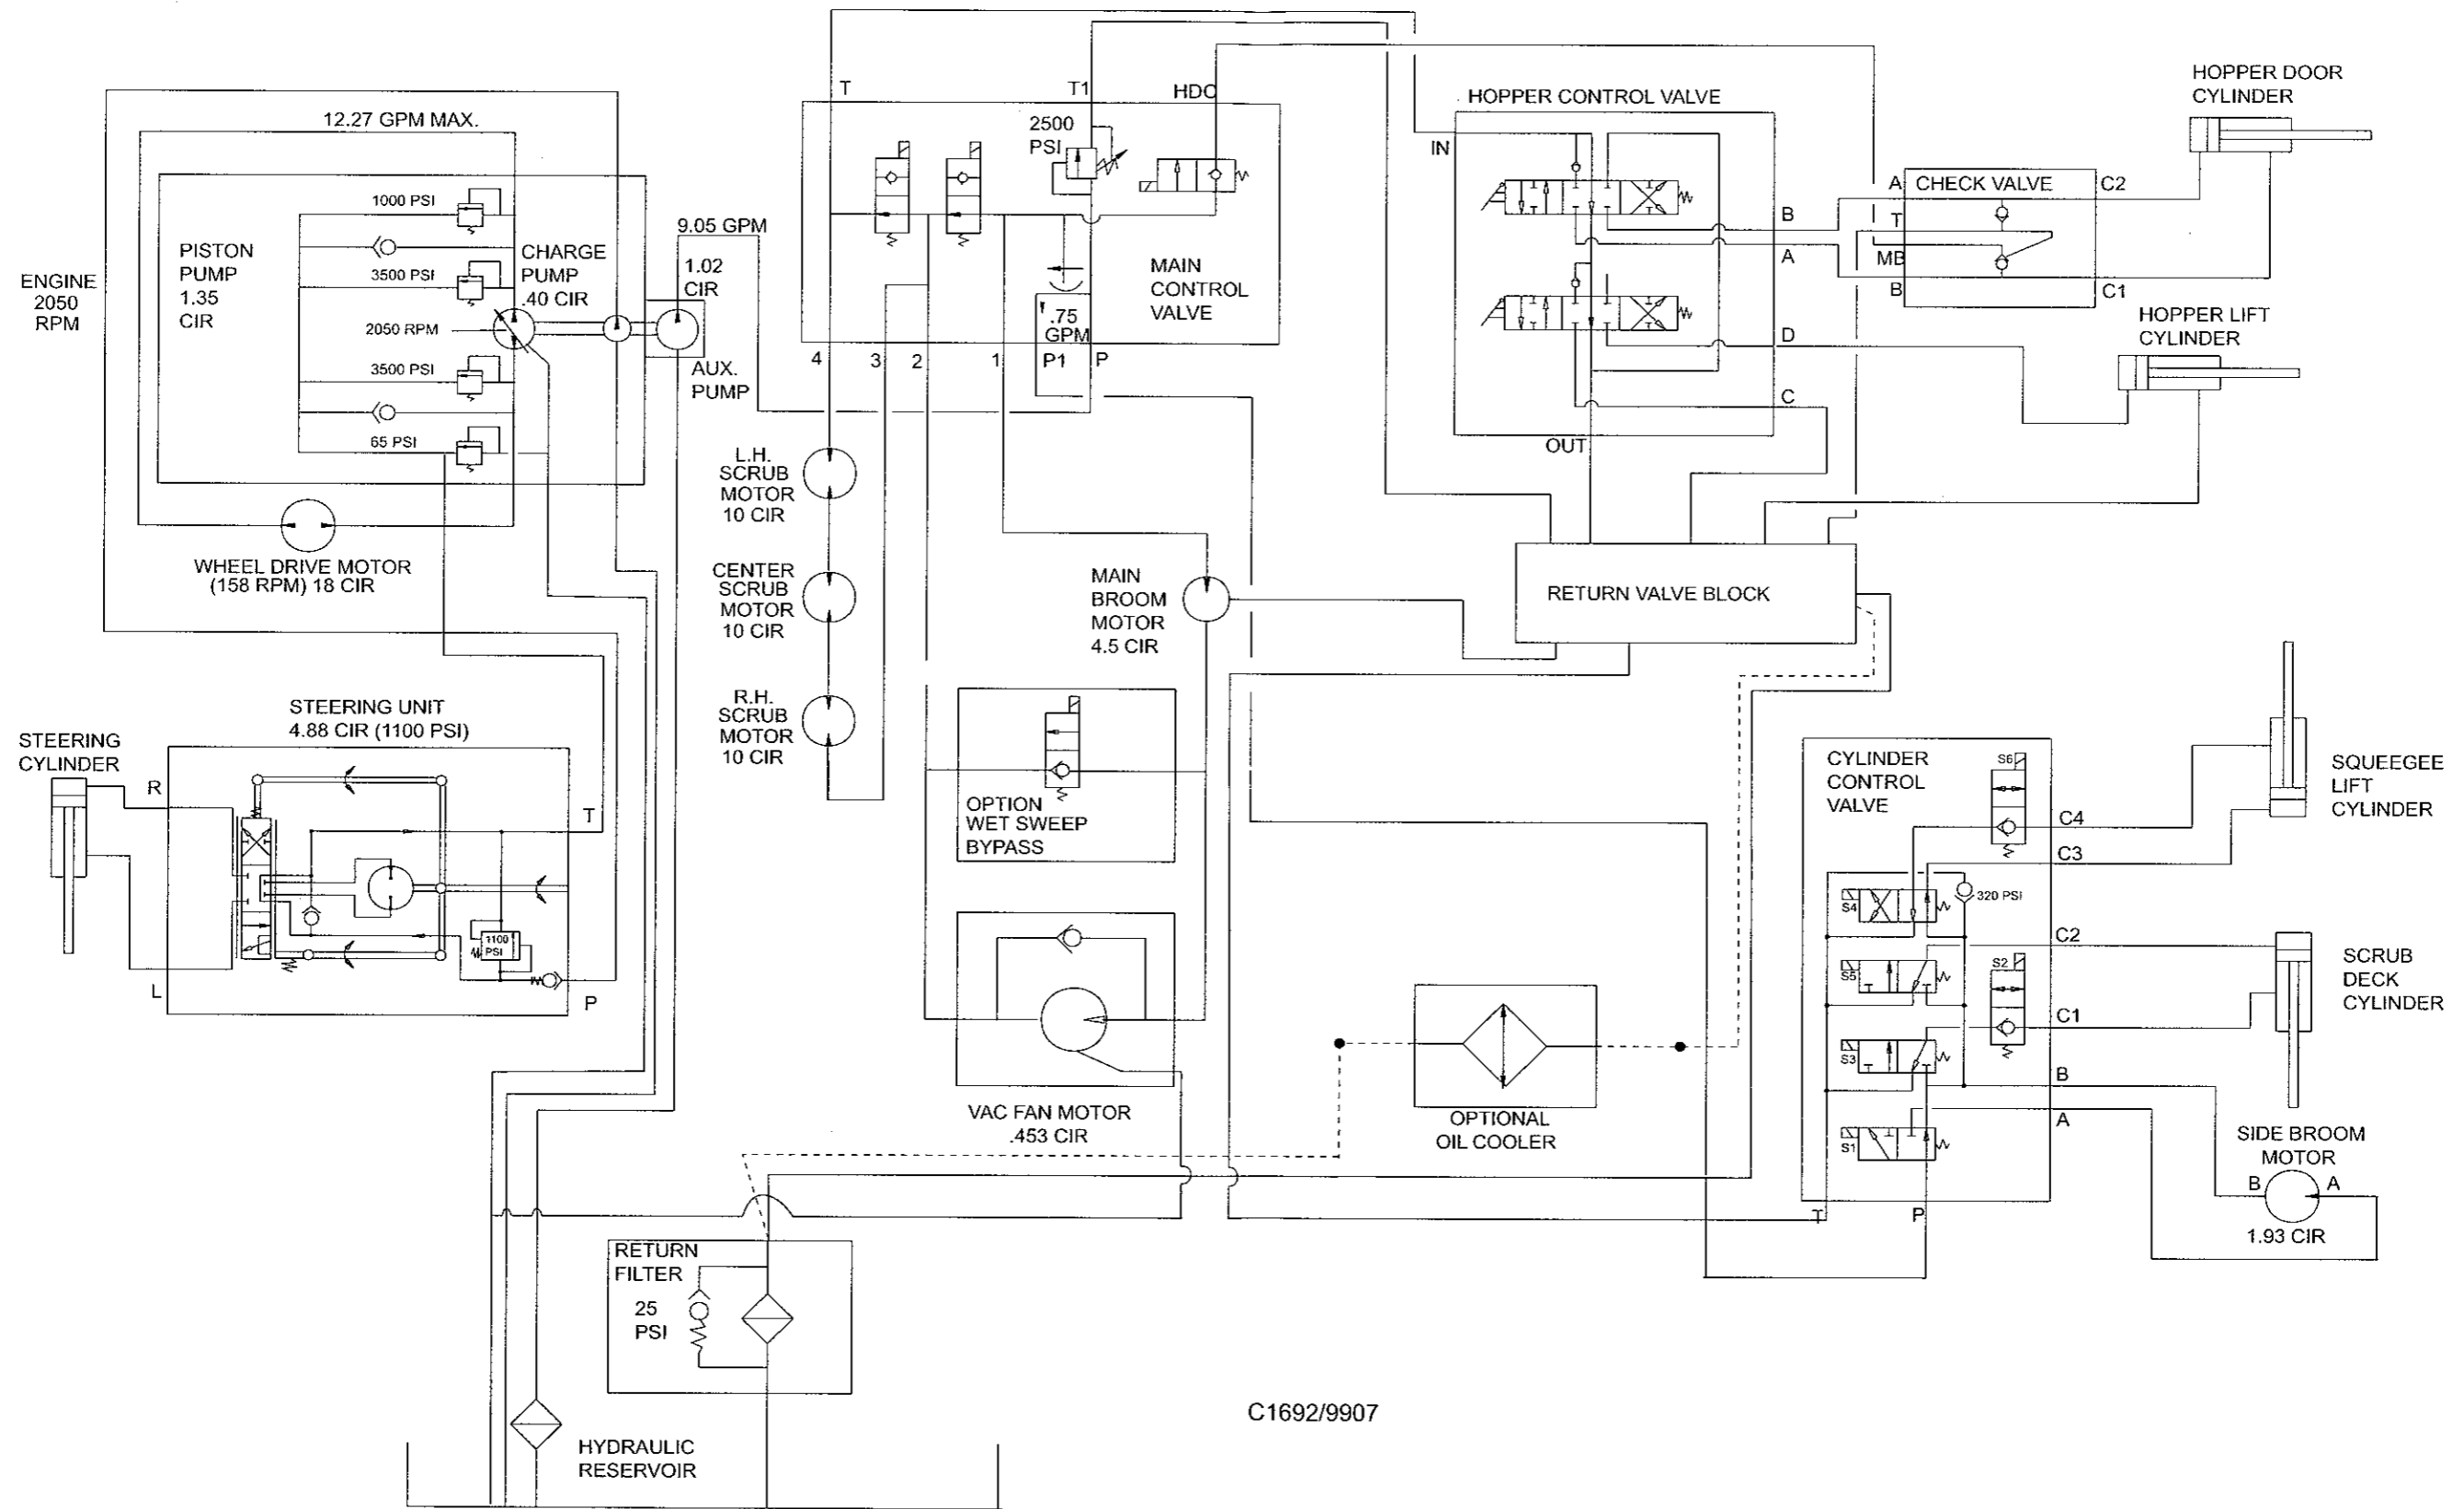 ENGINE
2050
RPM
12.27 GPM MAX.
PISTON
PUMP
1.35
CIR
1000 PSI
3500 PSI
2050 RPM
3500 PSI
65 PSI
CHARGE
PUMP
.40 CIR
9.05 GPM
1.02
CIR
AUX.
PUMP
WHEEL DRIVE MOTOR
(158 RPM) 18 CIR
STEERING UNIT
4.88 CIR (1100 PSI)
STEERING
CYLINDER
R
L
T
P
1100
PSI
T
T1
HDC
2500
PSI
MAIN
CONTROL
VALVE
.75
GPM
4
3
2
1
P1
P
L.H.
SCRUB
MOTOR
10 CIR
CENTER
SCRUB
MOTOR
10 CIR
R.H.
SCRUB
MOTOR
10 CIR
MAIN
BROOM
MOTOR
4.5 CIR
OPTION
WET SWEEP
BYPASS
VAC FAN MOTOR
.453 CIR
HOPPER CONTROL VALVE
IN
OUT
B
A
D
C
A
T
MB
B
CHECK VALVE
C2
C1
HOPPER DOOR
CYLINDER
HOPPER LIFT
CYLINDER
RETURN VALVE BLOCK
OPTIONAL
OIL COOLER
CYLINDER
CONTROL
VALVE
S6
S4
320 PSI
S5
S2
S3
S1
C4
C3
C2
C1
B
A
T
P
SQUEEGEE
LIFT
CYLINDER
SCRUB
DECK
CYLINDER
SIDE BROOM
MOTOR
B
A
1.93 CIR
RETURN
FILTER
25
PSI
HYDRAULIC
RESERVOIR
C1692/9907